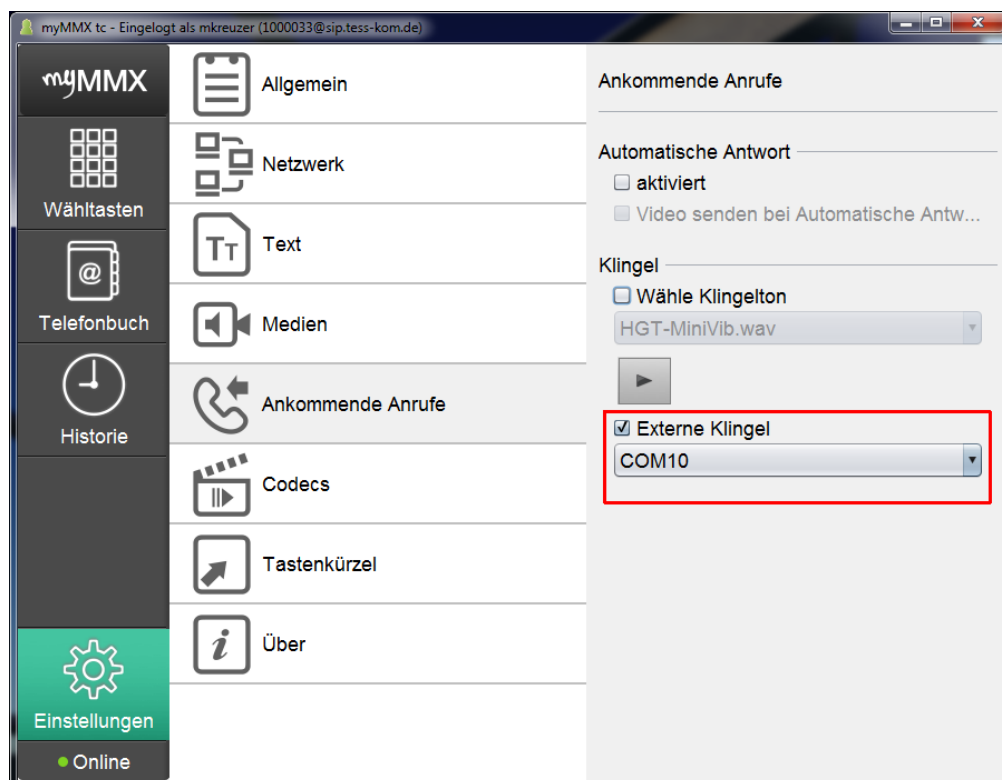 myMMX tc - Eingelogt als mkreuzer (1000033@sip.tess-kom.de)
myMMX
Wähltasten
Telefonbuch
Historie
Einstellungen
Online
Allgemein
Netzwerk
Text
Medien
Ankommende Anrufe
Codecs
Tastenkürzel
Über
Ankommende Anrufe
Automatische Antwort
aktiviert
Video senden bei Automatische Antw...
Klingel
Wähle Klingelton
HGT-MiniVib.wav
Externe Klingel
COM10